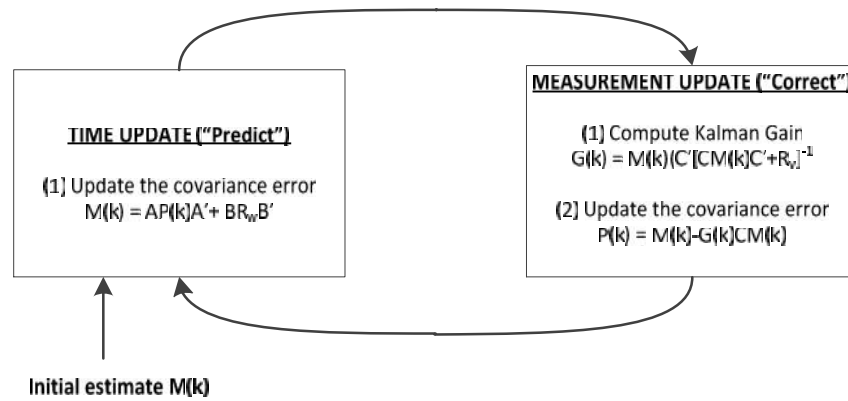 TIME UPDATE ("Predict")
(1) Update the covariance error
M(k) = AP(k)A'+ BRwB'
MEASUREMENT UPDATE ("Correct")
(1) Compute Kalman Gain
G(k) = M(k)(C'[CM(k)C'+Rv]-1
(2) Update the covariance error
P(k) = M(k)-G(k)CM(k)
Initial estimate M(k)